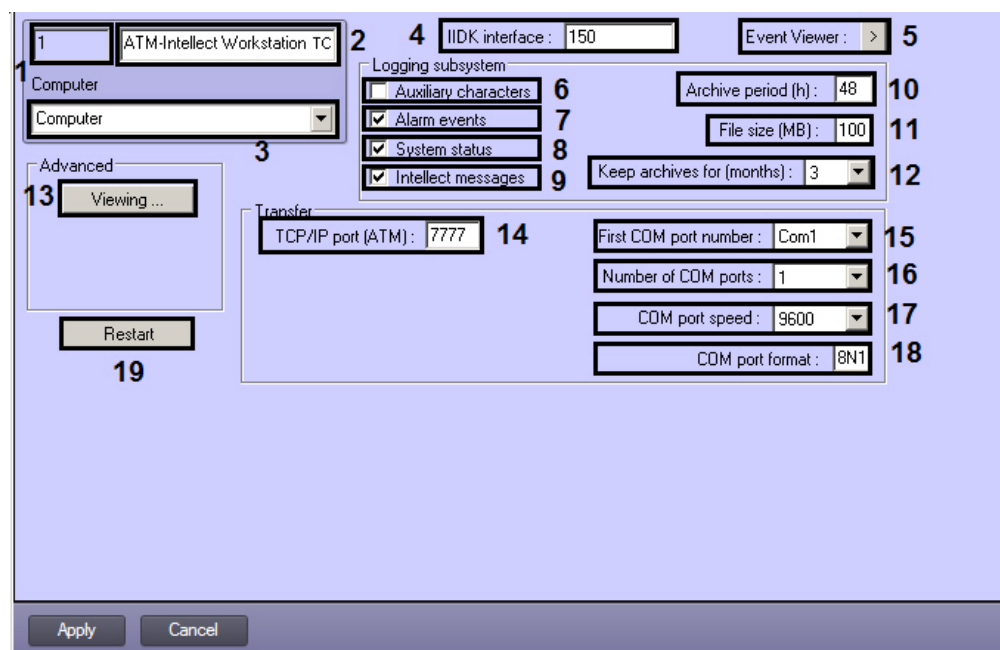 1
ATM-Intellect Workstation TC
2
4
IIDK interface :
150
Event Viewer :
>
5
1
Computer
Computer
3
Logging subsystem
Auxiliary characters
6
Alarm events
7
System status
8
Intellect messages
9
Archive period (h) :
48
10
File size (MB) :
100
11
Keep archives for (months) :
3
12
Advanced
13
Viewing ...
Transfer
TCP/IP port (ATM) :
7777
14
First COM port number :
Com1
15
Number of COM ports :
1
16
COM port speed :
9600
17
COM port format :
8N1
18
Restart
19
Apply
Cancel